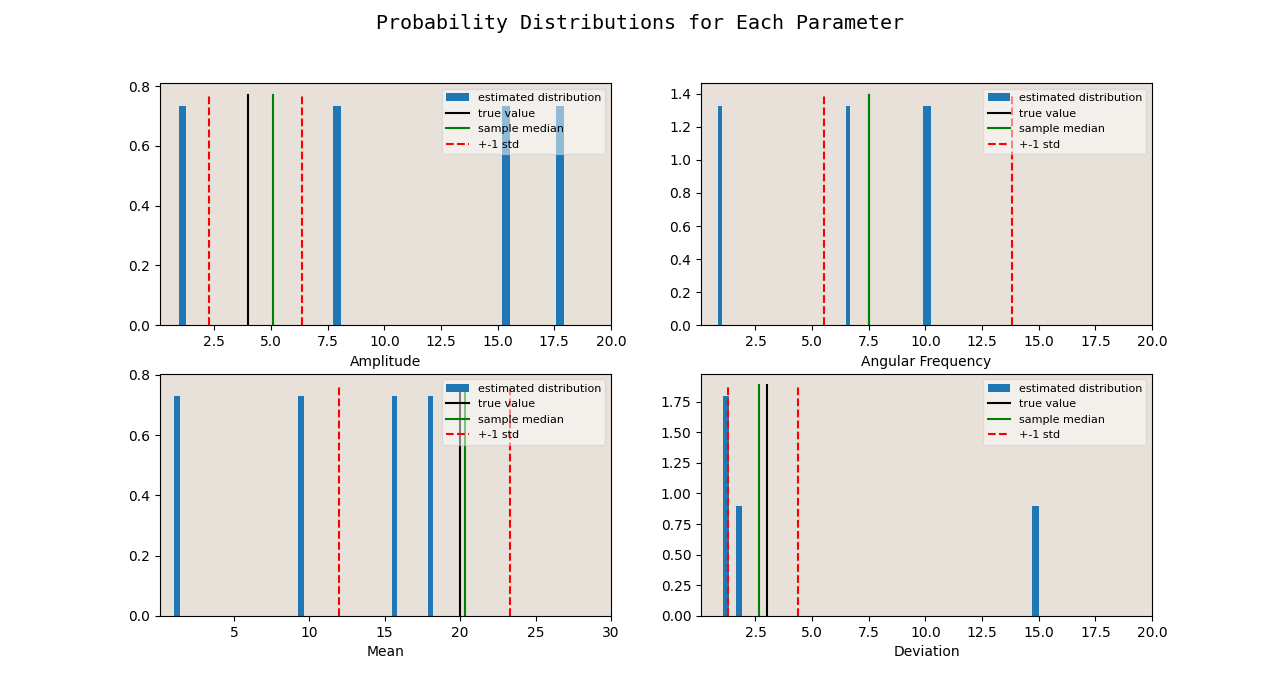 Probability Distributions for Each Parameter
0.8
0.6
0.4
0.2
0.0
estimated distribution
true value
sample median
+-1 std
2.5 5.0 7.5 10.0 12.5 15.0 17.5 20.0
Amplitude
1.4
1.2
1.0
0.8
0.6
0.4
0.2
0.0
estimated distribution
true value
sample median
+-1 std
2.5 5.0 7.5 10.0 12.5 15.0 17.5 20.0
Angular Frequency
0.8
0.6
0.4
0.2
0.0
estimated distribution
true value
sample median
+-1 std
5 10 15 20 25 30
Mean
1.75
1.50
1.25
1.00
0.75
0.50
0.25
0.00
estimated distribution
true value
sample median
+-1 std
2.5 5.0 7.5 10.0 12.5 15.0 17.5 20.0
Deviation